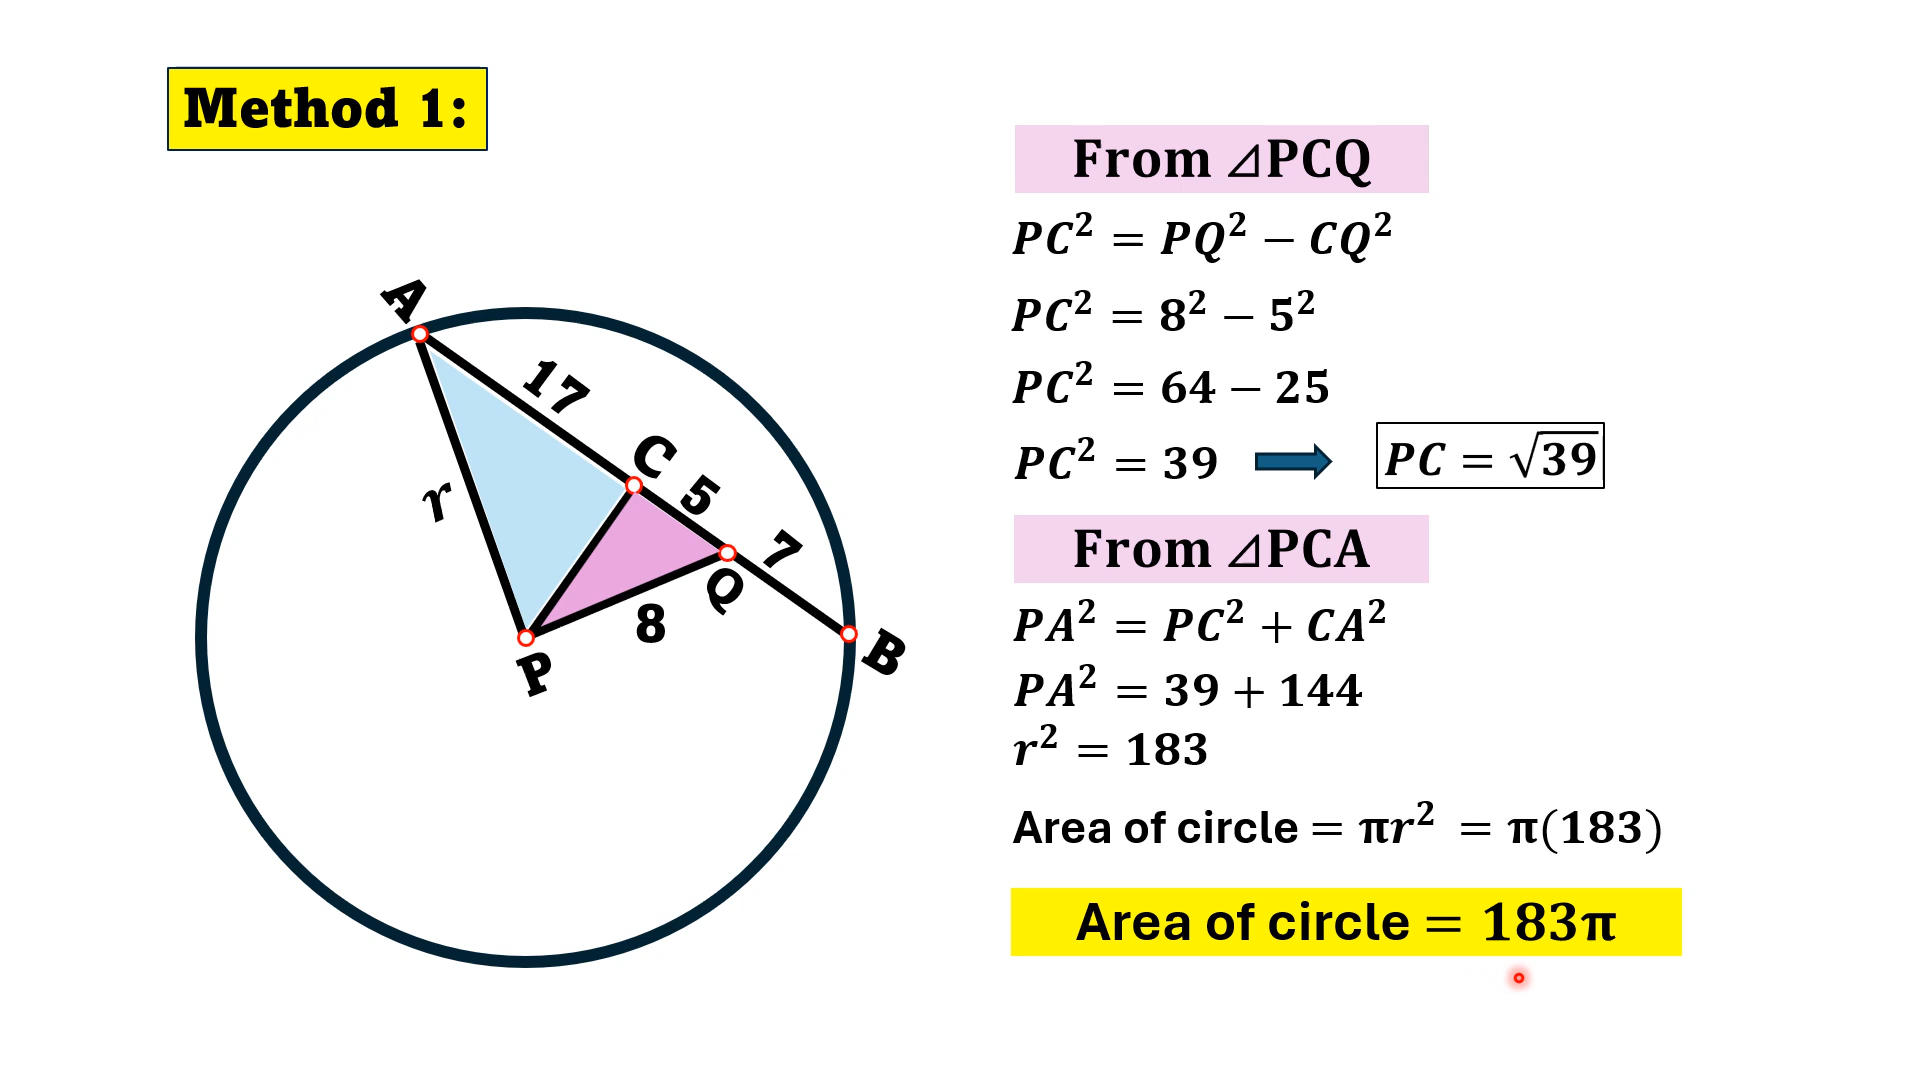 Method 1:
A
17
C
5
7
r
Q
8
B
P
From ⊿PCQ
PC² = PQ² − CQ²
PC² = 8² − 5²
PC² = 64 − 25
PC² = 39
PC = √39
From ⊿PCA
PA² = PC² + CA²
PA² = 39 + 144
r² = 183
Area of circle = πr² = π(183)
Area of circle = 183π